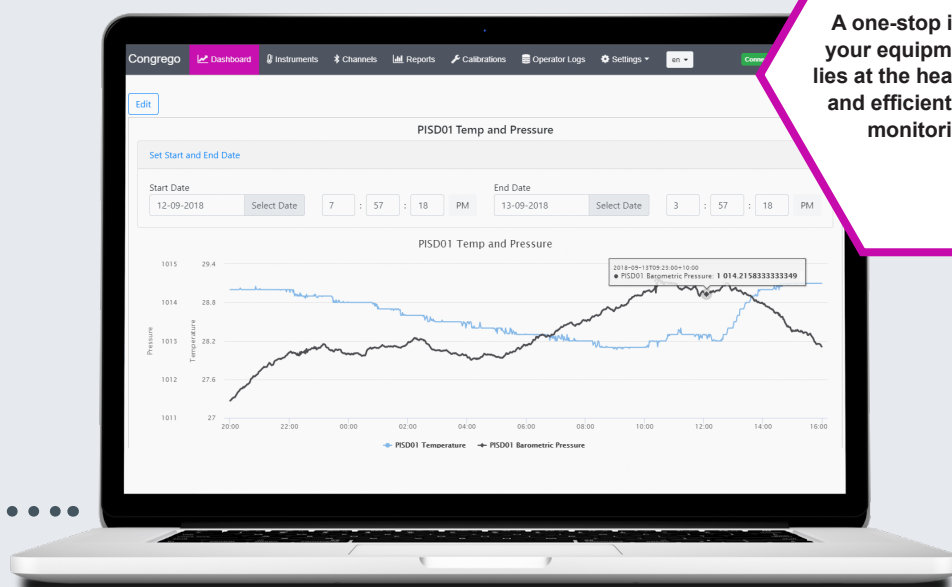 A one-stop i
your equipm
lies at the hea
and efficient
monitori
Congrego Dashboard Instruments Channels Reports Calibrations Operator Logs Settings en Conne
Edit
PISD01 Temp and Pressure
Set Start and End Date
Start Date End Date
12-09-2018 Select Date 7 : 57 : 18 PM 13-09-2018 Select Date 3 : 57 : 18 PM
PISD01 Temp and Pressure
2018-09-13T09:23:00+10:00
PISD01 Barometric Pressure: 1 014.2158333333349
Pressure
1015
1014
1013
1012
1011
Temperature
29.4
28.8
28.2
27.6
27
20:00 22:00 00:00 02:00 04:00 06:00 08:00 10:00 12:00 14:00 16:00
PISD01 Temperature PISD01 Barometric Pressure